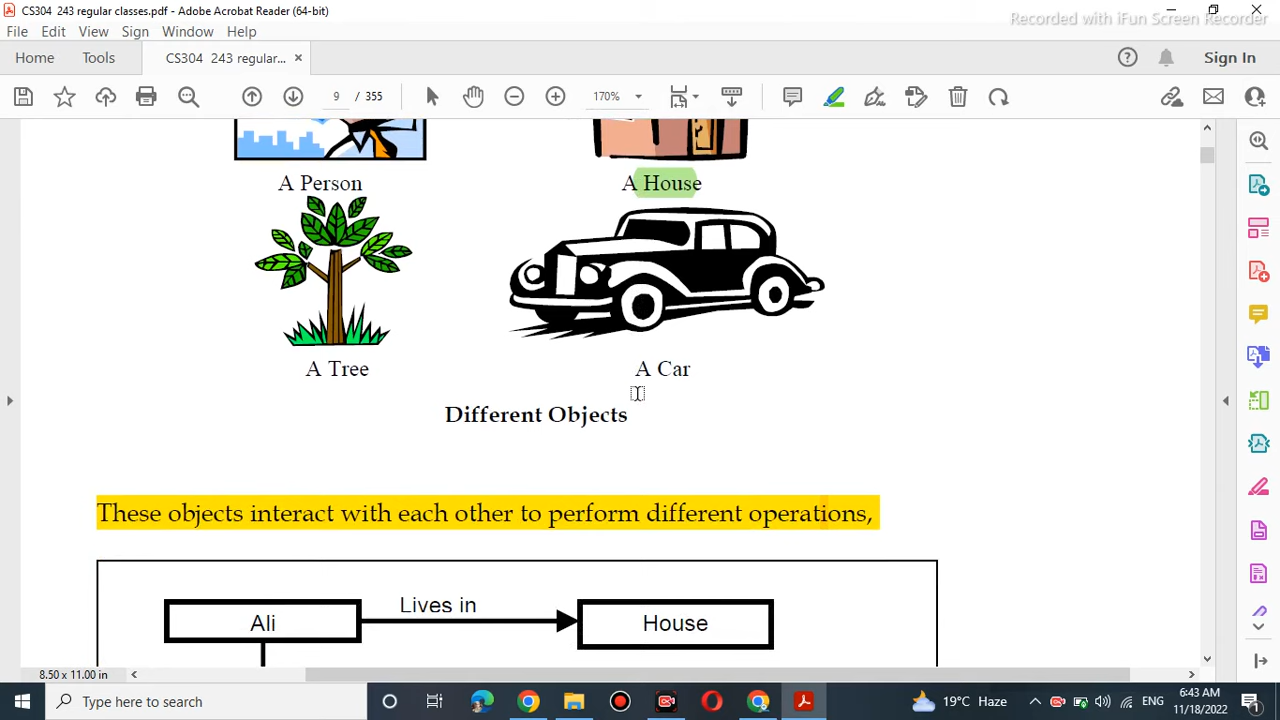 CS304 243 regular classes.pdf - Adobe Acrobat Reader (64-bit)
Recorded with iFun Screen Recorder
File Edit View Sign Window Help
Home Tools CS304 243 regular... × Sign In
9 / 355 170%
A Person A House
A Tree A Car
Different Objects
These objects interact with each other to perform different operations,
Lives in
Ali House
8.50 x 11.00 in
Type here to search 19°C Haze ENG 6:43 AM
11/18/2022